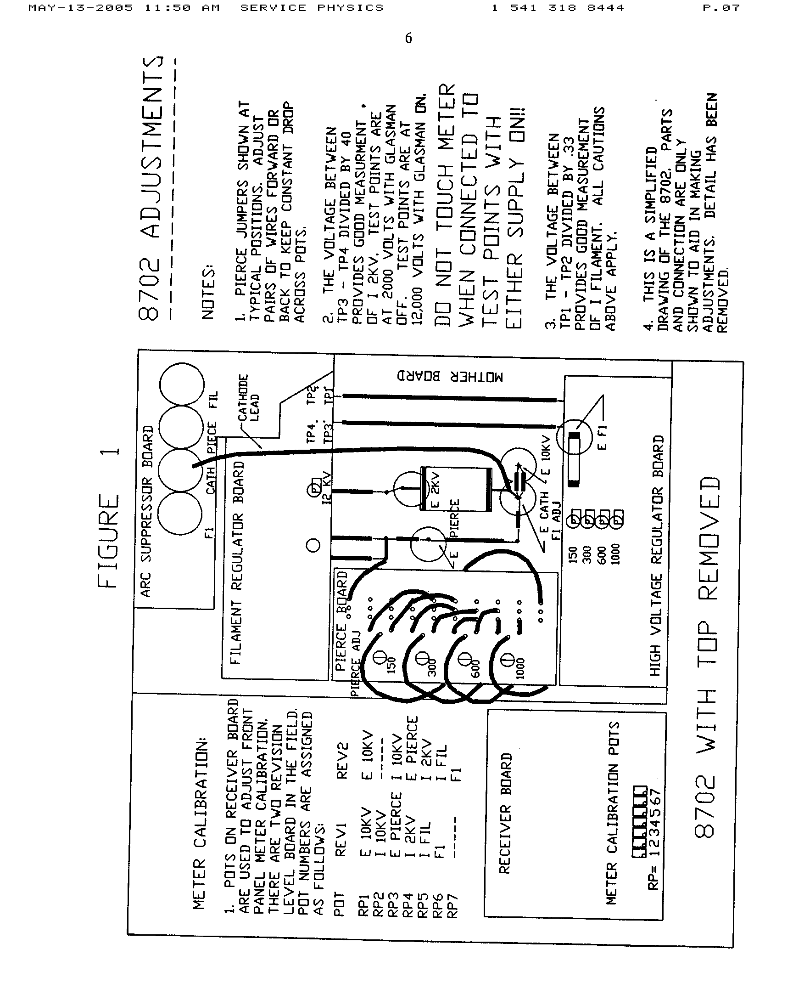 MAY-13-2005 11:50 AM SERVICE PHYSICS 1 541 318 8444 P.07
6
FIGURE 1
8702 ADJUSTMENTS
NOTES:
1. PIERCE JUMPERS SHOWN AT
TYPICAL POSITIONS. ADJUST
PAIRS OF WIRES FORWARD OR
BACK TO KEEP CONSTANT DROP
ACROSS POTS.
2. THE VOLTAGE BETWEEN
TP3 - TP4 DIVIDED BY 40
PROVIDES GOOD MEASURMENT .
OF I 2KV. TEST POINTS ARE
AT 2000 VOLTS WITH GLASMAN
OFF. TEST POINTS ARE AT
12,000 VOLTS WITH GLASMAN ON.
DO NOT TOUCH METER
WHEN CONNECTED TO
TEST POINTS WITH
EITHER SUPPLY ON!!
3. THE VOLTAGE BETWEEN
TP1 - TP2 DIVIDED BY .33
PROVIDES GOOD MEASUREMENT
OF I FILAMENT. ALL CAUTIONS
ABOVE APPLY.
4. THIS IS A SIMPLIFIED
DRAWING OF THE 8702. PARTS
AND CONNECTION ARE ONLY
SHOWN TO AID IN MAKING
ADJUSTMENTS. DETAIL HAS BEEN
REMOVED.
ARC SUPPRESSOR BOARD
F1 CATH PIECE FIL
CATHODE
LEAD
FILAMENT REGULATOR BOARD
TP4 TP2
TP3 TP1
I2 KV
MOTHER BOARD
E 2KV
E PIERCE
E 10KV
E CATH
F1 ADJ
E F1
PIERCE BOARD
PIERCE ADJ
150
300
600
1000
150
300
600
1000
HIGH VOLTAGE REGULATOR BOARD
METER CALIBRATION:
1. POTS ON RECEIVER BOARD
ARE USED TO ADJUST FRONT
PANEL METER CALIBRATION.
THERE ARE TWO REVISION
LEVEL BOARD IN THE FIELD.
POT NUMBERS ARE ASSIGNED
AS FOLLOWS:
POT REV1 REV2
RP1 E 10KV E 10KV
RP2 I 10KV -----
RP3 E PIERCE I 10KV
RP4 I 2KV E PIERCE
RP5 I FIL I 2KV
RP6 F1 I FIL
RP7 ----- F1
RECEIVER BOARD
METER CALIBRATION POTS
RP= 1234567
8702 WITH TOP REMOVED